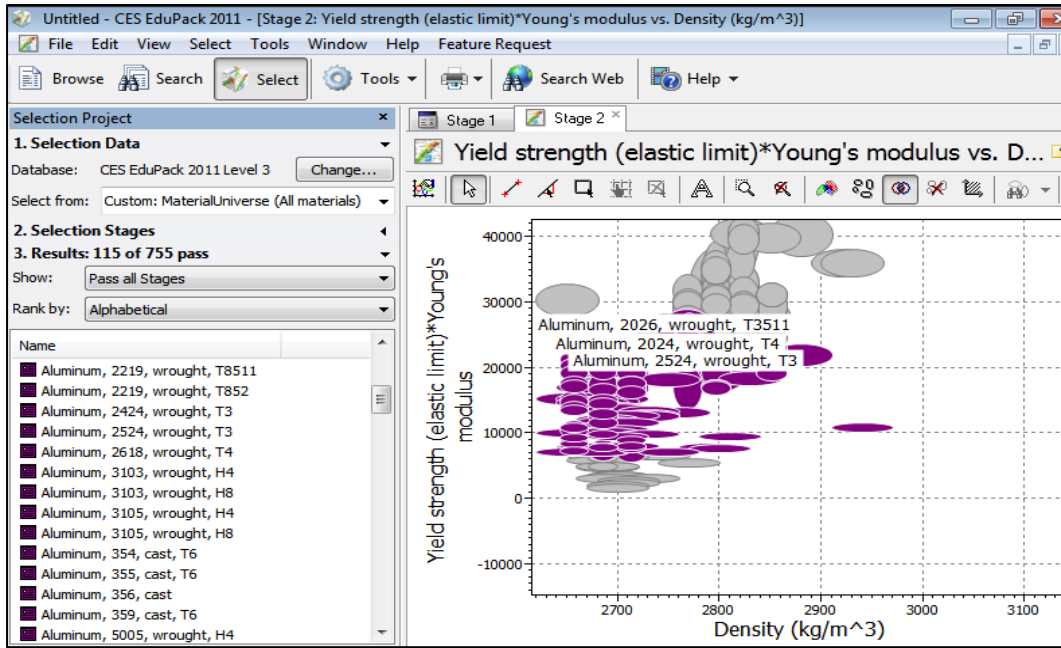 Untitled - CES EduPack 2011 - [Stage 2: Yield strength (elastic limit)*Young's modulus vs. Density (kg/m^3)]
File Edit View Select Tools Window Help Feature Request
Browse Search Select Tools Search Web Help
Selection Project
1. Selection Data
Database: CES EduPack 2011 Level 3 Change...
Select from: Custom: MaterialUniverse (All materials)
2. Selection Stages
3. Results: 115 of 755 pass
Show: Pass all Stages
Rank by: Alphabetical
Name
Aluminum, 2219, wrought, T8511
Aluminum, 2219, wrought, T852
Aluminum, 2424, wrought, T3
Aluminum, 2524, wrought, T3
Aluminum, 2618, wrought, T4
Aluminum, 3103, wrought, H4
Aluminum, 3103, wrought, H8
Aluminum, 3105, wrought, H4
Aluminum, 3105, wrought, H8
Aluminum, 354, cast, T6
Aluminum, 355, cast, T6
Aluminum, 356, cast
Aluminum, 359, cast, T6
Aluminum, 5005, wrought, H4
Stage 1 Stage 2
Yield strength (elastic limit)*Young's modulus vs. D...
Yield strength (elastic limit)*Young's
modulus
40000
30000
20000
10000
0
-10000
Aluminum, 2026, wrought, T3511
Aluminum, 2024, wrought, T4
Aluminum, 2524, wrought, T3
2700 2800 2900 3000 3100
Density (kg/m^3)